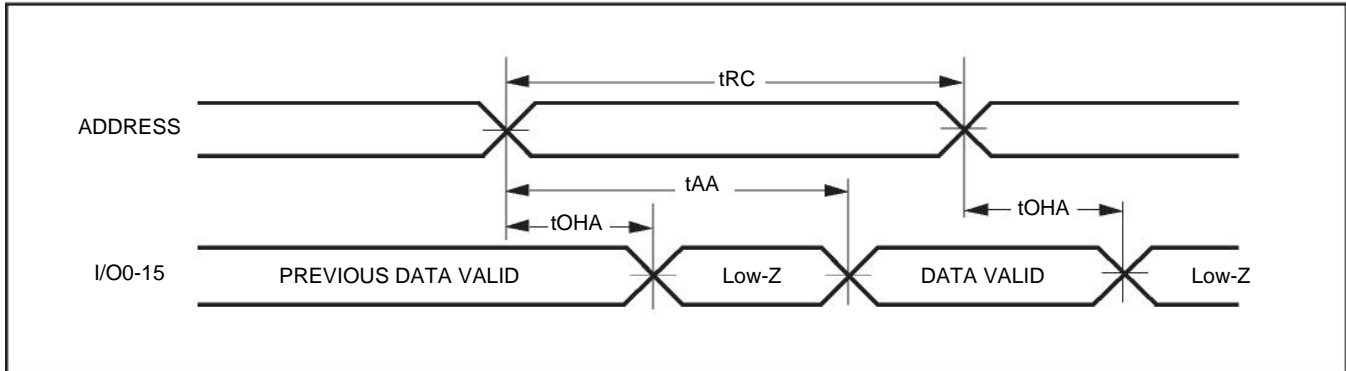 tRC
ADDRESS
tAA
tOHA tOHA
I/O0-15 PREVIOUS DATA VALID Low-Z DATA VALID Low-Z